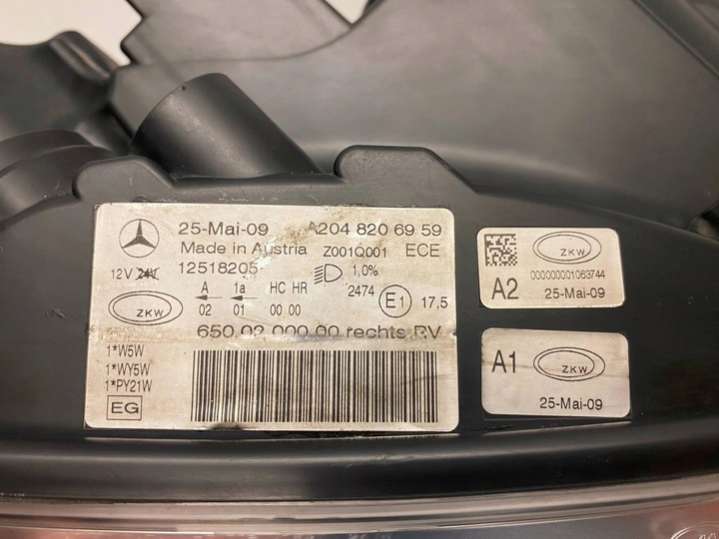 25-Mai-09 A204 820 69 59
Made in Austria Z001Q001 ECE
12V 24V 12518205 1,0%
A 1a HC HR 2474 E1 17,5
02 01 00 00
ZKW
650.02.000.00 rechts RV
1*W5W
1*WY5W
1*PY21W
EG
ZKW
000000001063744
A2 25-Mai-09
A1 ZKW
25-Mai-09